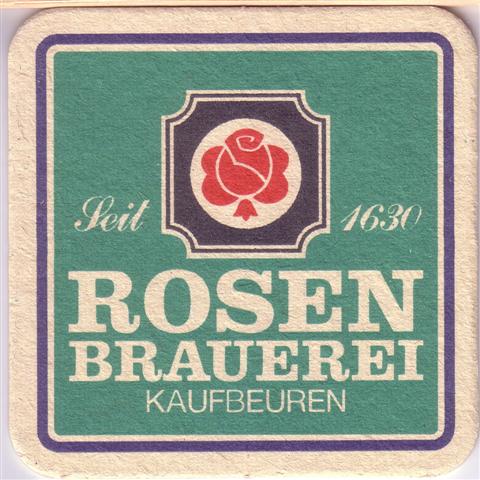 Seit 1630
ROSEN
BRAUEREI
KAUFBEUREN